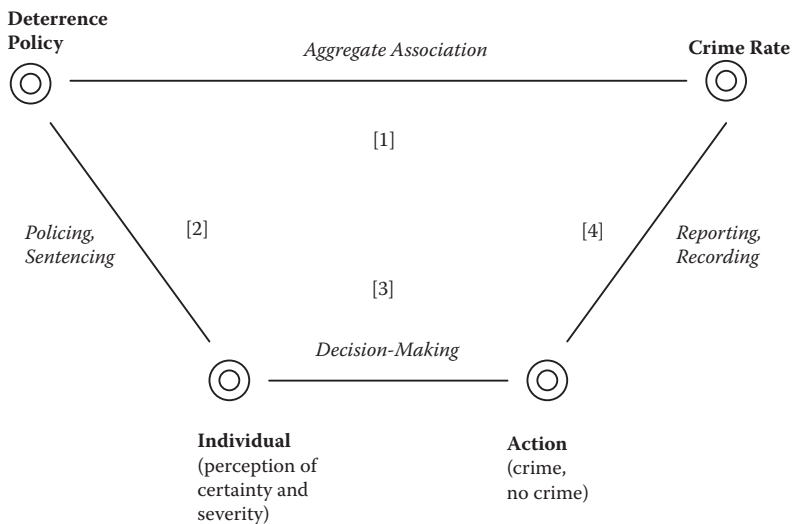 Deterrence
Policy
Aggregate Association
Crime Rate
[1]
Policing,
Sentencing
[2]
[4]
Reporting,
Recording
[3]
Decision-Making
Individual
(perception of
certainty and
severity)
Action
(crime,
no crime)